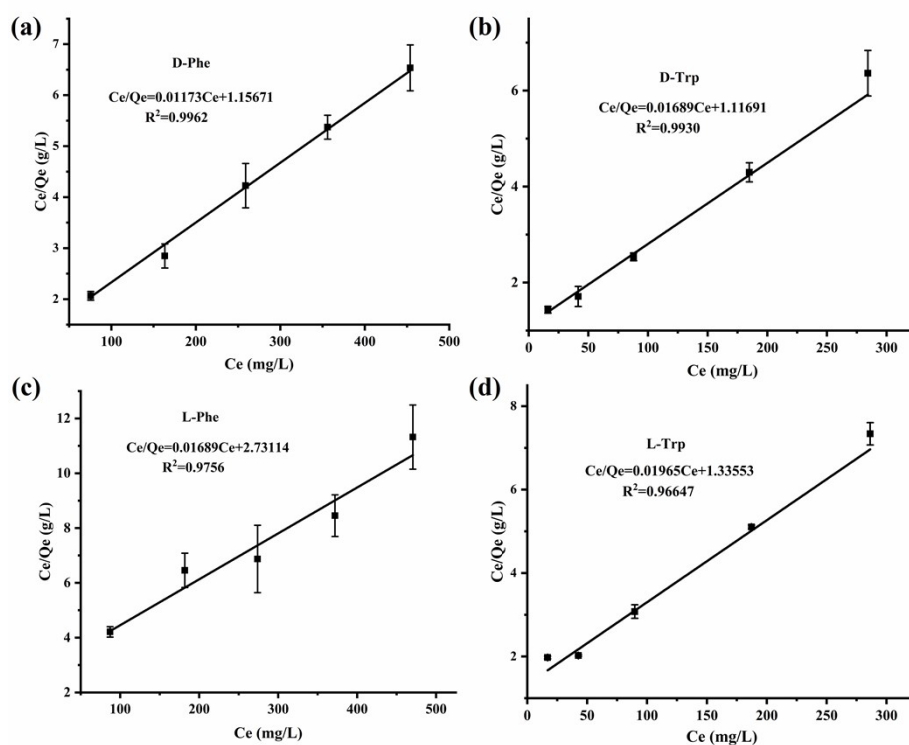 (a)
D-Phe
Ce/Qe=0.01173Ce+1.15671
R²=0.9962
Ce/Qe (g/L)
7
6
5
4
3
2
100 200 300 400 500
Ce (mg/L)
(b)
D-Trp
Ce/Qe=0.01689Ce+1.11691
R²=0.9930
Ce/Qe (g/L)
6
4
2
0 50 100 150 200 250 300
Ce (mg/L)
(c)
L-Phe
Ce/Qe=0.01689Ce+2.73114
R²=0.9756
Ce/Qe (g/L)
12
10
8
6
4
2
100 200 300 400 500
Ce (mg/L)
(d)
L-Trp
Ce/Qe=0.01965Ce+1.33553
R²=0.96647
Ce/Qe (g/L)
8
6
4
2
0 50 100 150 200 250 300
Ce (mg/L)